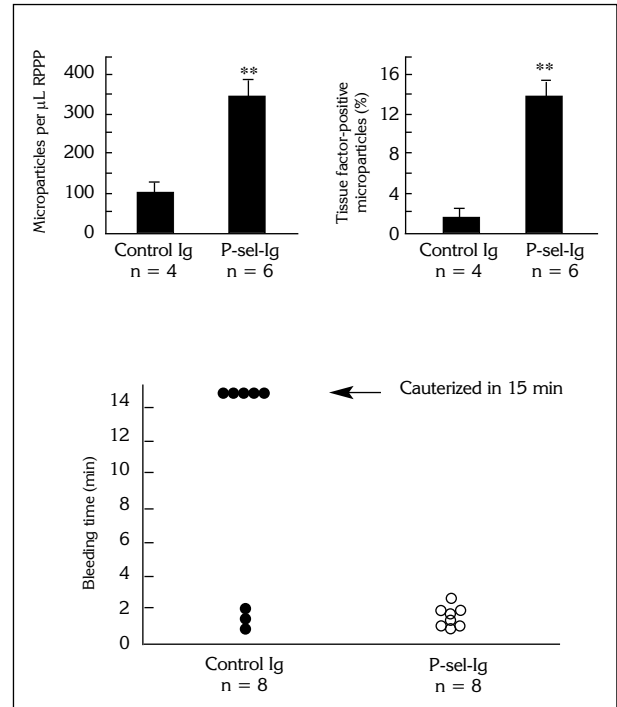 Microparticles per µL RPPP
400
300
200
100
0
**
Control Ig
n = 4
P-sel-Ig
n = 6
Tissue factor-positive
microparticles (%)
16
12
8
4
0
**
Control Ig
n = 4
P-sel-Ig
n = 6
Bleeding time (min)
14
12
10
8
6
4
2
0
Cauterized in 15 min
Control Ig
n = 8
P-sel-Ig
n = 8